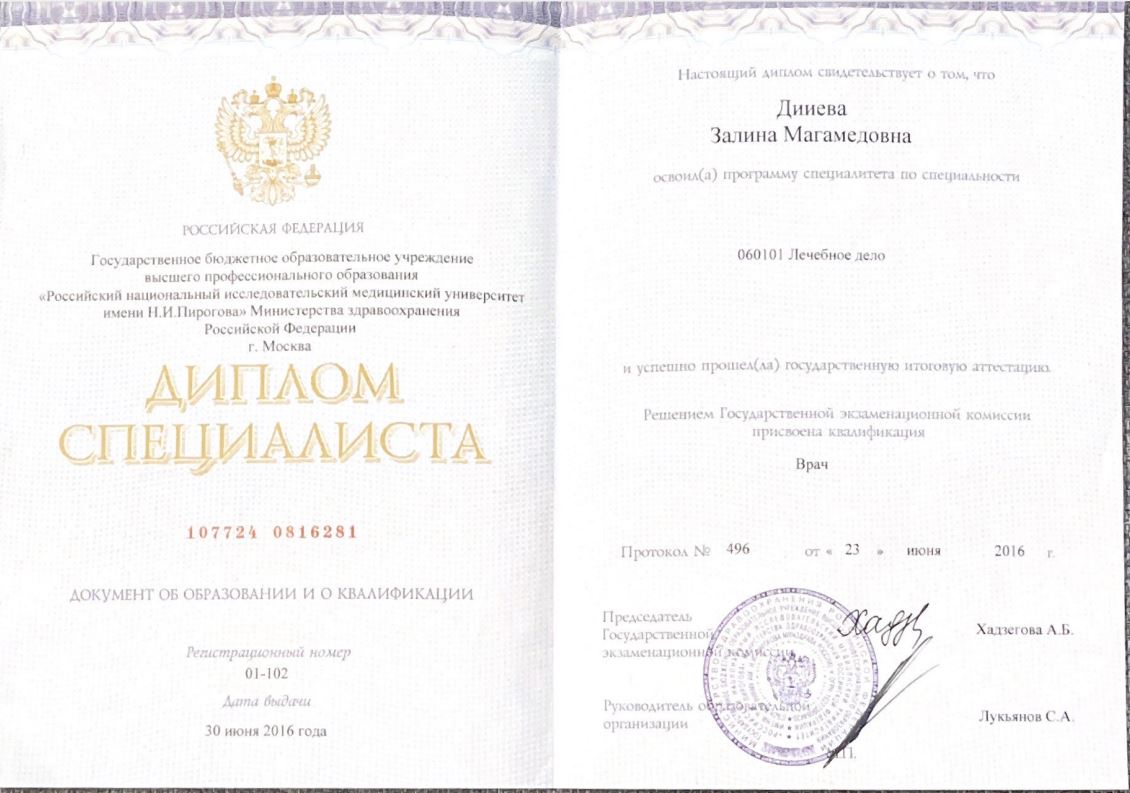 РОССИЙСКАЯ ФЕДЕРАЦИЯ
Государственное бюджетное образовательное учреждение
высшего профессионального образования
«Российский национальный исследовательский медицинский университет
имени Н.И.Пирогова» Министерства здравоохранения
Российской Федерации
г. Москва
ДИПЛОМ
СПЕЦИАЛИСТА
107724 0816281
ДОКУМЕНТ ОБ ОБРАЗОВАНИИ И О КВАЛИФИКАЦИИ
Регистрационный номер
01-102
Дата выдачи
30 июня 2016 года
Настоящий диплом свидетельствует о том, что
Дииева
Залина Магамедовна
освоил(а) программу специалитета по специальности
060101 Лечебное дело
и успешно прошел(ла) государственную итоговую аттестацию.
Решением Государственной экзаменационной комиссии
присвоена квалификация
Врач
Протокол № 496 от « 23 » июня 2016 г.
Председатель
Государственной
экзаменационной комиссии
Хадзегова А.Б.
Руководитель образовательной
организации
Лукьянов С.А.
М.П.